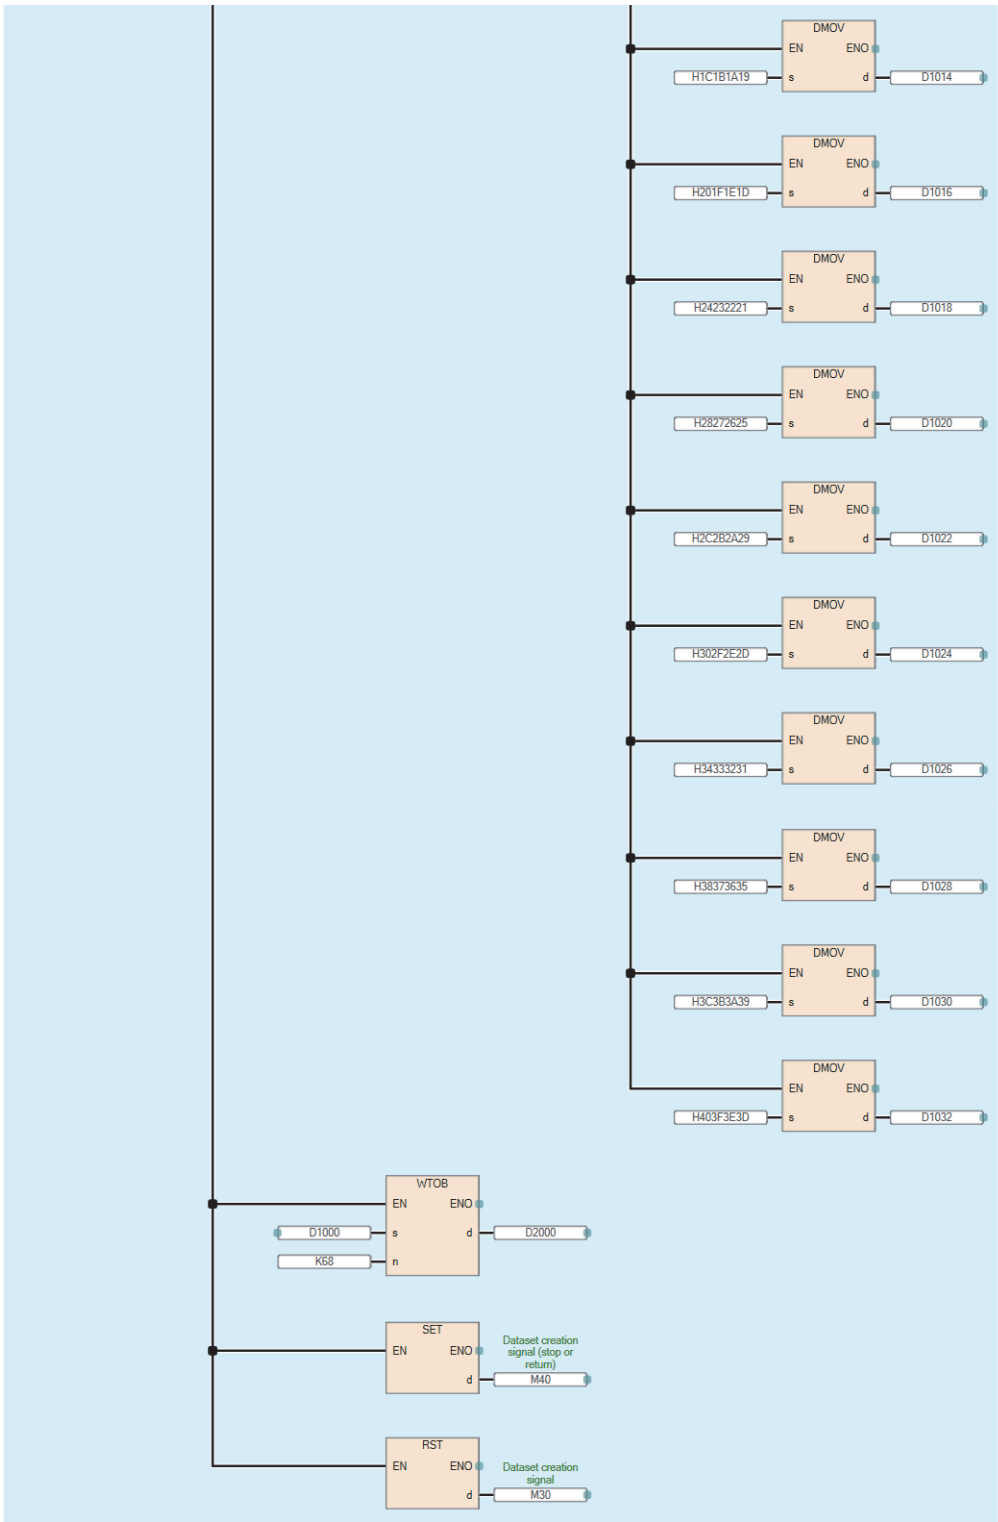 DMOV
EN ENO
H1C1B1A19 s d D1014
DMOV
EN ENO
H201F1E1D s d D1016
DMOV
EN ENO
H24232221 s d D1018
DMOV
EN ENO
H28272625 s d D1020
DMOV
EN ENO
H2C2B2A29 s d D1022
DMOV
EN ENO
H302F2E2D s d D1024
DMOV
EN ENO
H34333231 s d D1026
DMOV
EN ENO
H38373635 s d D1028
DMOV
EN ENO
H3C3B3A39 s d D1030
DMOV
EN ENO
H403F3E3D s d D1032
WTOB
EN ENO
D1000 s d D2000
K68 n
SET
EN ENO
Dataset creation
signal (stop or
return)
d M40
RST
EN ENO
Dataset creation
signal
d M30